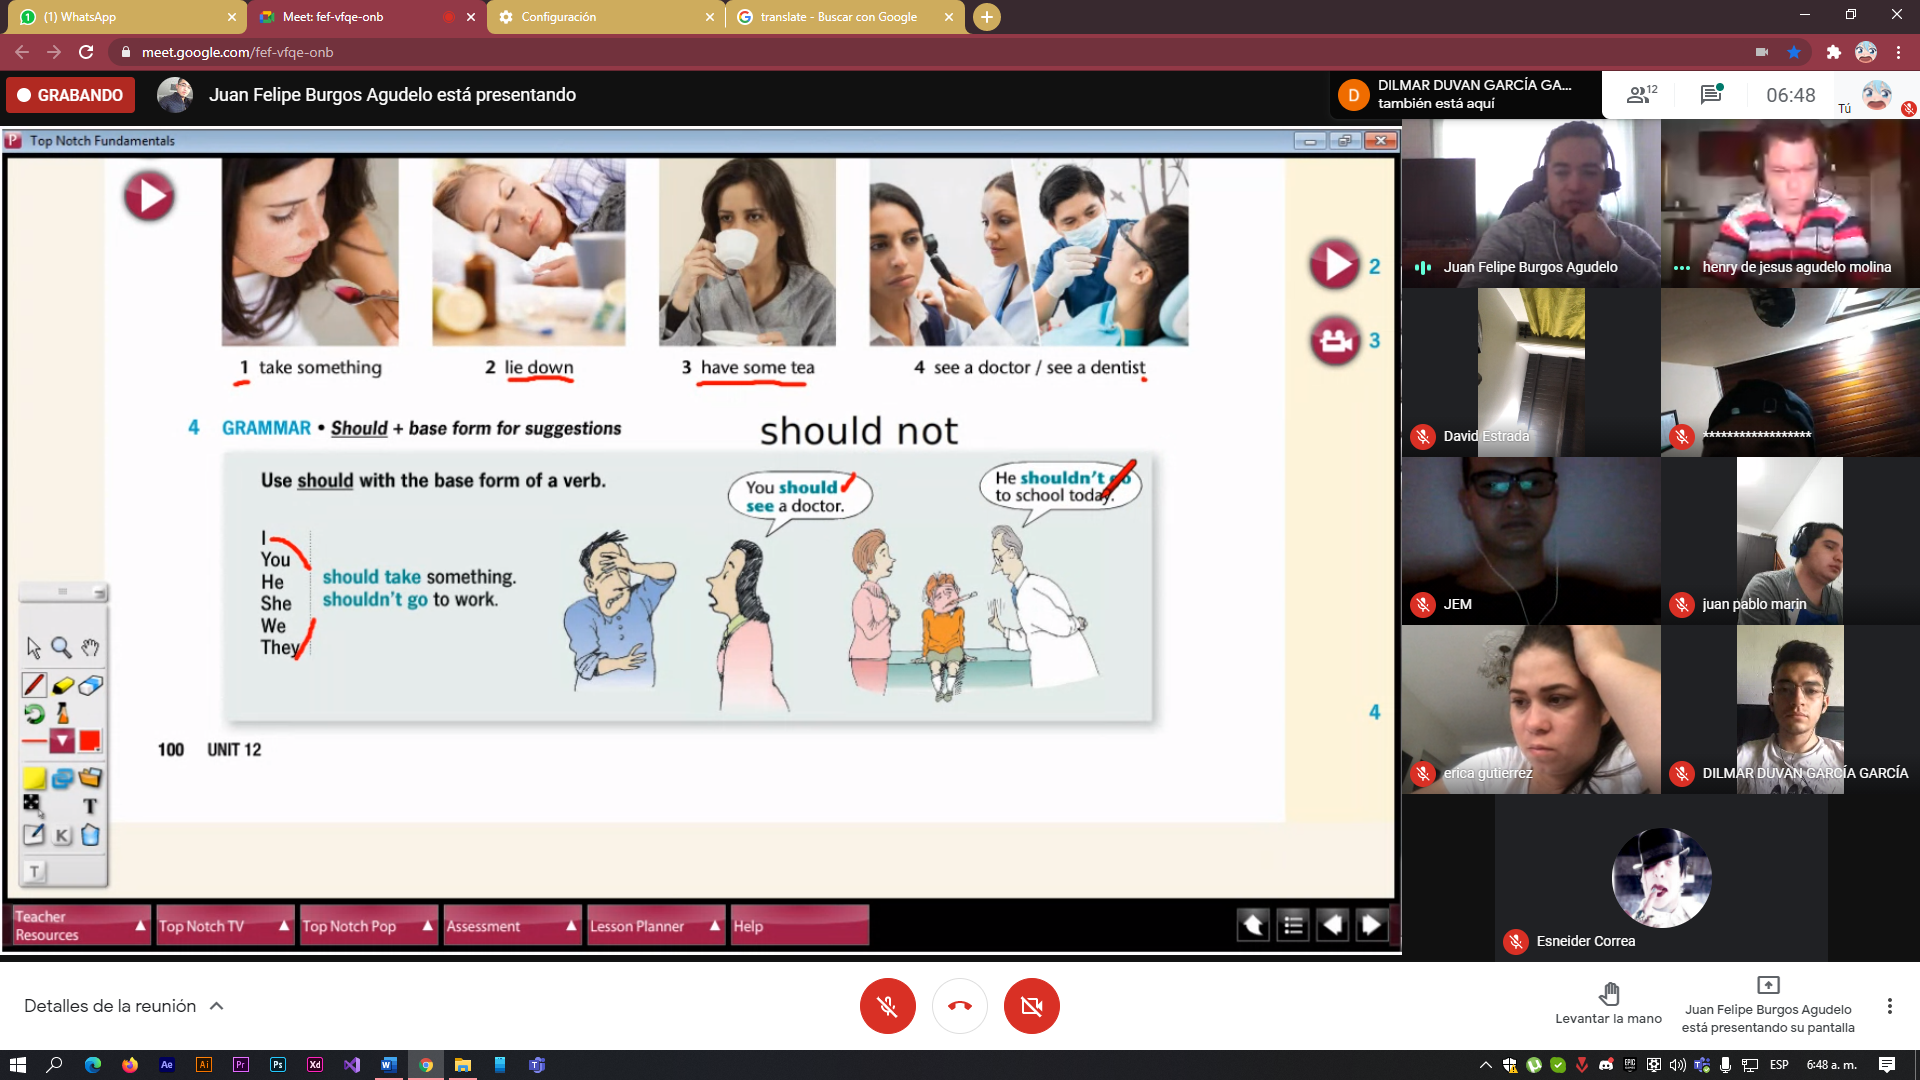 (1) WhatsApp
Meet: fef-vfqe-onb
Configuración
translate - Buscar con Google
meet.google.com/fef-vfqe-onb
GRABANDO
Juan Felipe Burgos Agudelo está presentando
D
DILMAR DUVAN GARCÍA GA...
también está aquí
12
06:48
Tú
Top Notch Fundamentals
1 take something
2 lie down
3 have some tea
4 see a doctor / see a dentist
2
3
4 GRAMMAR • Should + base form for suggestions
should not
Use should with the base form of a verb.
You should
see a doctor.
He shouldn't go
to school today.
I
You
He
She
We
They
should take something.
shouldn't go to work.
4
100 UNIT 12
T
K
T
Teacher
Resources
Top Notch TV
Top Notch Pop
Assessment
Lesson Planner
Help
Juan Felipe Burgos Agudelo
henry de jesus agudelo molina
David Estrada
******************
JEM
juan pablo marin
erica gutierrez
DILMAR DUVAN GARCÍA GARCÍA
Esneider Correa
Detalles de la reunión
Levantar la mano
Juan Felipe Burgos Agudelo
está presentando su pantalla
Ae
Ai
Pr
Ps
Xd
ESP
6:48 a. m.